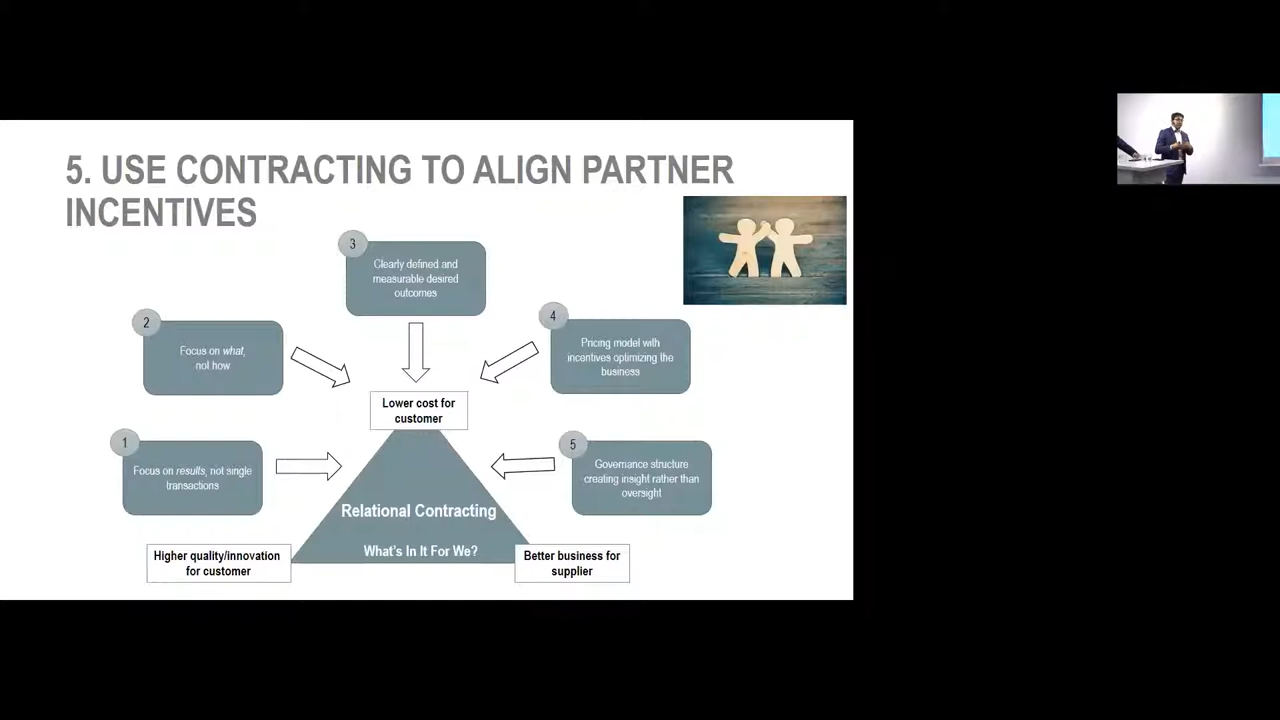 5. USE CONTRACTING TO ALIGN PARTNER
INCENTIVES
3
Clearly defined and
measurable desired
outcomes
2
Focus on what,
not how
4
Pricing model with
incentives optimizing the
business
Lower cost for
customer
1
Focus on results, not single
transactions
5
Governance structure
creating insight rather than
oversight
Relational Contracting
What's In It For We?
Higher quality/innovation
for customer
Better business for
supplier